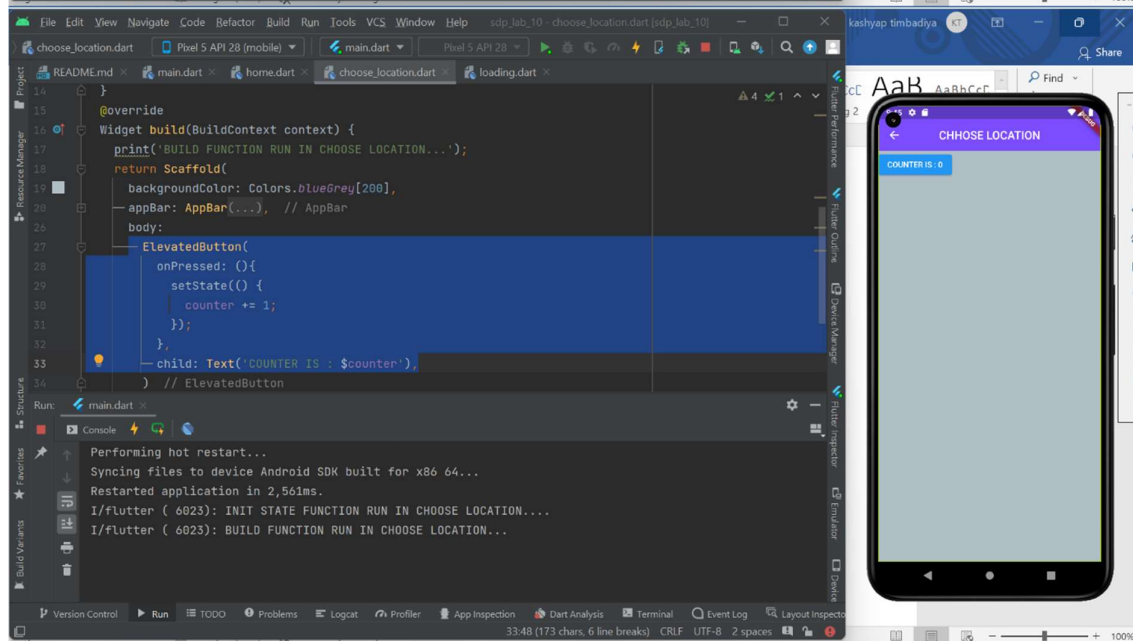 File Edit View Navigate Code Refactor Build Run Tools VCS Window Help sdp_lab_10 - choose_location.dart [sdp_lab_10]
kashyap timbadiya KT
choose_location.dart Pixel 5 API 28 (mobile) main.dart Pixel 5 API 28
Share
README.md main.dart home.dart choose_location.dart loading.dart
Find
AaB AaBbCcD
14 }
4 1
15 @override
16 Widget build(BuildContext context) {
17 print('BUILD FUNCTION RUN IN CHOOSE LOCATION...');
18 return Scaffold(
19 backgroundColor: Colors.blueGrey[200],
20 appBar: AppBar(...), // AppBar
26 body:
27 ElevatedButton(
28 onPressed: (){
29 setState(() {
30 counter += 1;
31 });
32 },
33 child: Text('COUNTER IS : $counter'),
34 ) // ElevatedButton
Project
Resource Manager
Structure
Favorites
Build Variants
Flutter Performance
Flutter Outline
Device Manager
Flutter Inspector
Emulator
Device
CHHOSE LOCATION
COUNTER IS : 0
Run: main.dart
Console
Performing hot restart...
Syncing files to device Android SDK built for x86 64...
Restarted application in 2,561ms.
I/flutter ( 6023): INIT STATE FUNCTION RUN IN CHOOSE LOCATION....
I/flutter ( 6023): BUILD FUNCTION RUN IN CHOOSE LOCATION...
Version Control Run TODO Problems Logcat Profiler App Inspection Dart Analysis Terminal Event Log Layout Inspecto
33:48 (173 chars, 6 line breaks) CRLF UTF-8 2 spaces
100%